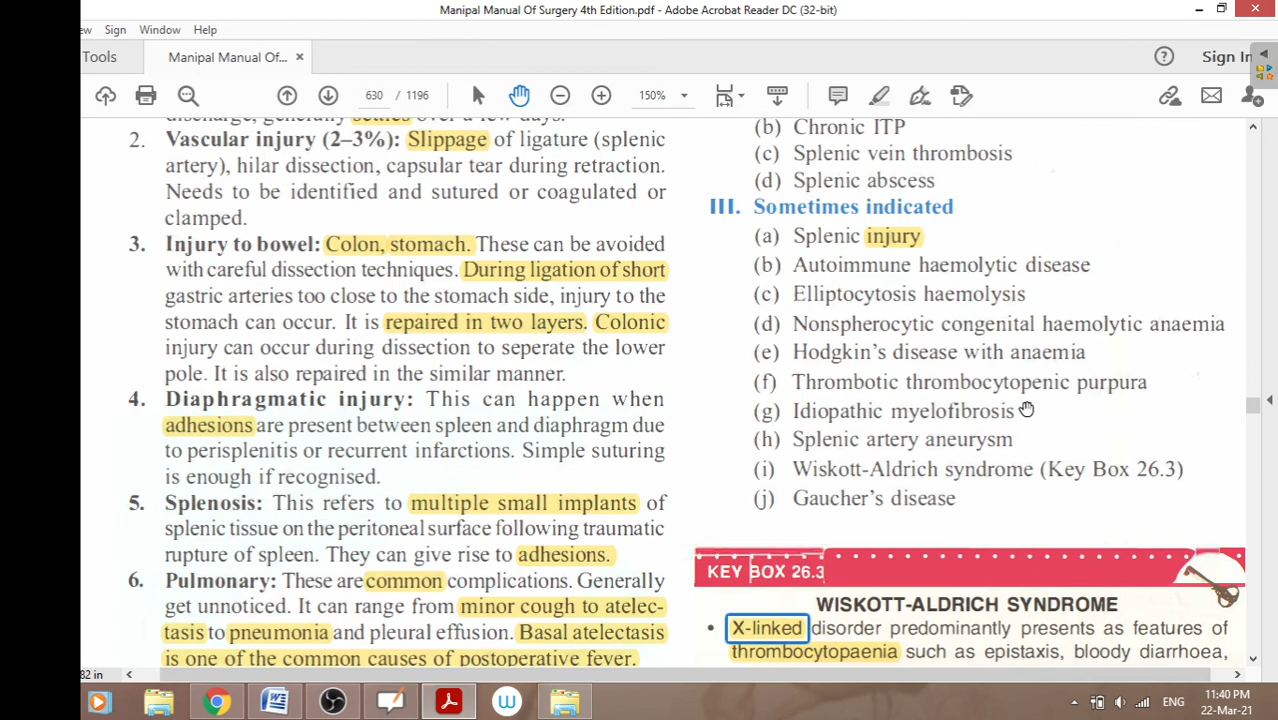 Manipal Manual Of Surgery 4th Edition.pdf - Adobe Acrobat Reader DC (32-bit)
Sign Window Help
Tools
Manipal Manual Of... ×
Sign In
630 / 1196
150%
discharge, generally settles over a few days.
2. Vascular injury (2–3%): Slippage of ligature (splenic
artery), hilar dissection, capsular tear during retraction.
Needs to be identified and sutured or coagulated or
clamped.
3. Injury to bowel: Colon, stomach. These can be avoided
with careful dissection techniques. During ligation of short
gastric arteries too close to the stomach side, injury to the
stomach can occur. It is repaired in two layers. Colonic
injury can occur during dissection to seperate the lower
pole. It is also repaired in the similar manner.
4. Diaphragmatic injury: This can happen when
adhesions are present between spleen and diaphragm due
to perisplenitis or recurrent infarctions. Simple suturing
is enough if recognised.
5. Splenosis: This refers to multiple small implants of
splenic tissue on the peritoneal surface following traumatic
rupture of spleen. They can give rise to adhesions.
6. Pulmonary: These are common complications. Generally
get unnoticed. It can range from minor cough to atelec-
tasis to pneumonia and pleural effusion. Basal atelectasis
is one of the common causes of postoperative fever.
(b) Chronic ITP
(c) Splenic vein thrombosis
(d) Splenic abscess
III. Sometimes indicated
(a) Splenic injury
(b) Autoimmune haemolytic disease
(c) Elliptocytosis haemolysis
(d) Nonspherocytic congenital haemolytic anaemia
(e) Hodgkin's disease with anaemia
(f) Thrombotic thrombocytopenic purpura
(g) Idiopathic myelofibrosis
(h) Splenic artery aneurysm
(i) Wiskott-Aldrich syndrome (Key Box 26.3)
(j) Gaucher's disease
KEY BOX 26.3
WISKOTT-ALDRICH SYNDROME
• X-linked disorder predominantly presents as features of
thrombocytopaenia such as epistaxis, bloody diarrhoea,
82 in
ENG
11:40 PM
22-Mar-21